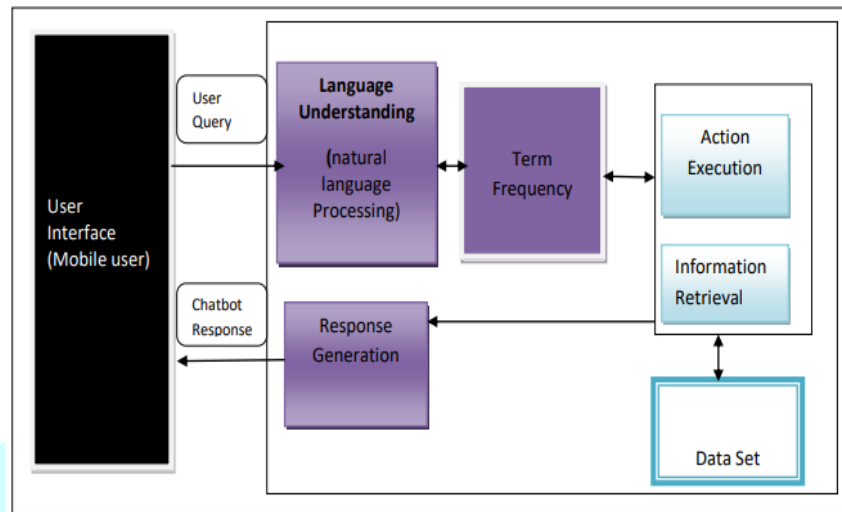 User
Interface
(Mobile user)
User
Query
Language
Understanding
(natural
language
Processing)
Term
Frequency
Action
Execution
Information
Retrieval
Chatbot
Response
Response
Generation
Data Set